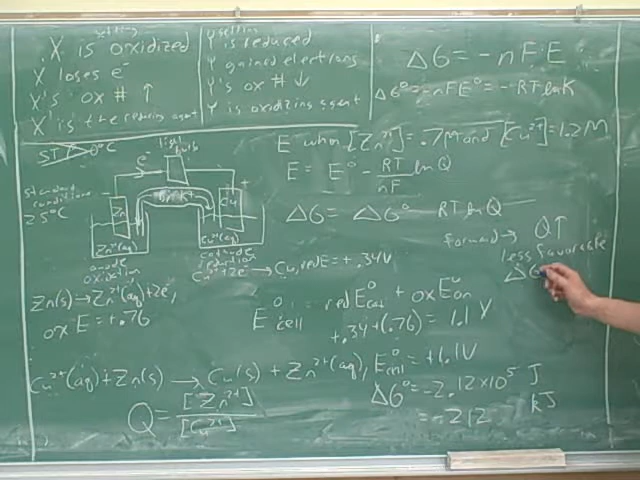 setting
X is oxidized
X loses e⁻
X's ox # ↑
X is the reducing agent
Y is reduced
Y gained electrons
Y's ox # ↓
Y is oxidizing agent
ΔG = -nF·E
ΔG° = -nFE° = -RTlnK
E when [Zn²⁺] = .7M and [Cu²⁺] = 1.2M
E = E° - RT/nF ln Q
ΔG = ΔG° RT ln Q
forward → Q↑
less favorable
ΔG
0°C
standard
conditions
25°C
e⁻
light
bulb
Zn
Cu
+
Zn²⁺(aq)
Cu²⁺(aq)
anode
oxidation
cathode
reduction
Cu²⁺+2e⁻ → Cu, red E = +.34V
Zn(s) → Zn²⁺(aq)+2e⁻,
ox E = +.76
E°cell = red E°cat + ox E°an
+.34+(.76) = 1.1 V
Cu²⁺(aq)+Zn(s) → Cu(s) + Zn²⁺(aq), E°cell = +1.1V
Q = [Zn²⁺]/[Cu²⁺]
ΔG° = -2.12×10⁵ J
= -212 kJ